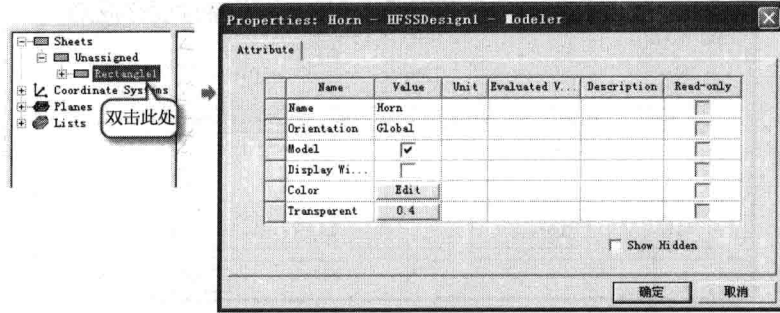 Sheets
Unassigned
Rectangle1
Coordinate Systems
Planes
Lists
双击此处
Properties: Horn - HFSSDesign1 - Modeler
Attribute
Name Value Unit Evaluated V... Description Read-only
Name Horn
Orientation Global
Model
Display Wi...
Color Edit
Transparent 0.4
Show Hidden
确定 取消